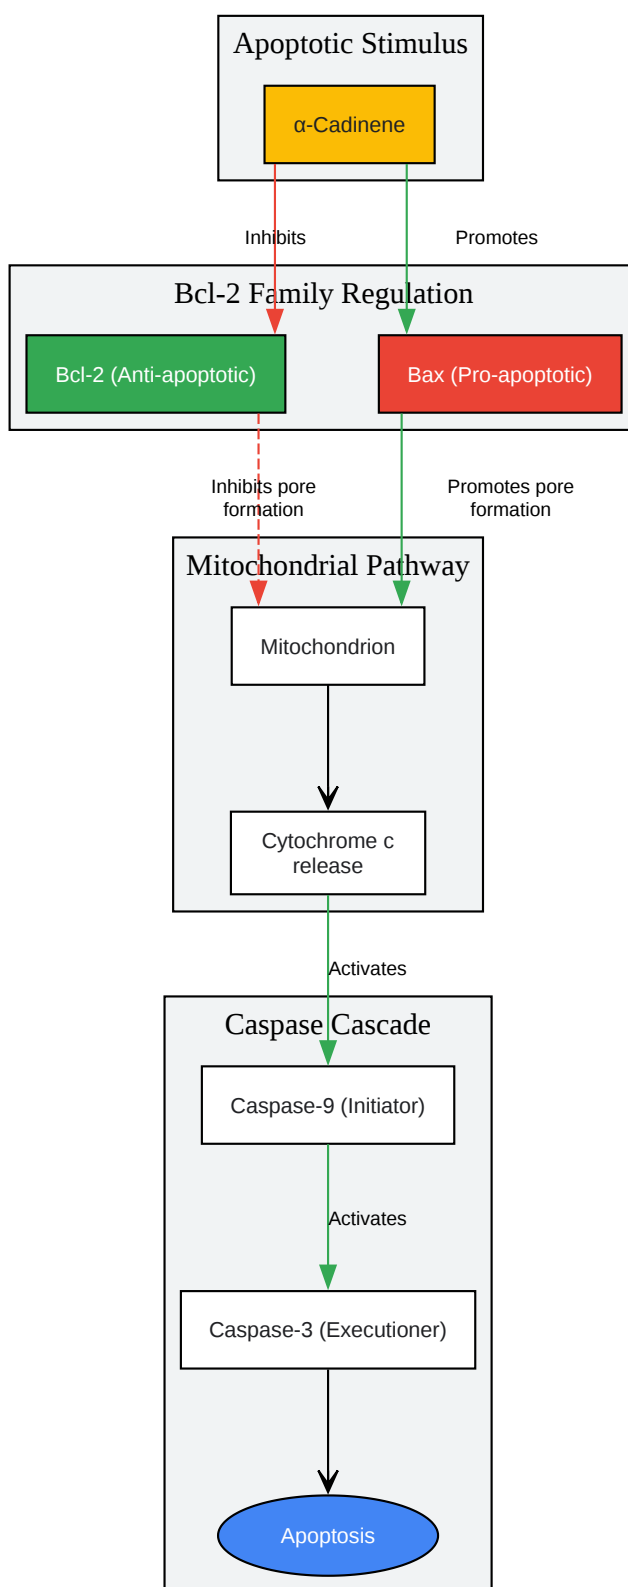 Apoptotic Stimulus
α-Cadinene
Inhibits
Promotes
Bcl-2 Family Regulation
Bcl-2 (Anti-apoptotic)
Bax (Pro-apoptotic)
Inhibits pore
formation
Promotes pore
formation
Mitochondrial Pathway
Mitochondrion
Cytochrome c
release
Activates
Caspase Cascade
Caspase-9 (Initiator)
Activates
Caspase-3 (Executioner)
Apoptosis